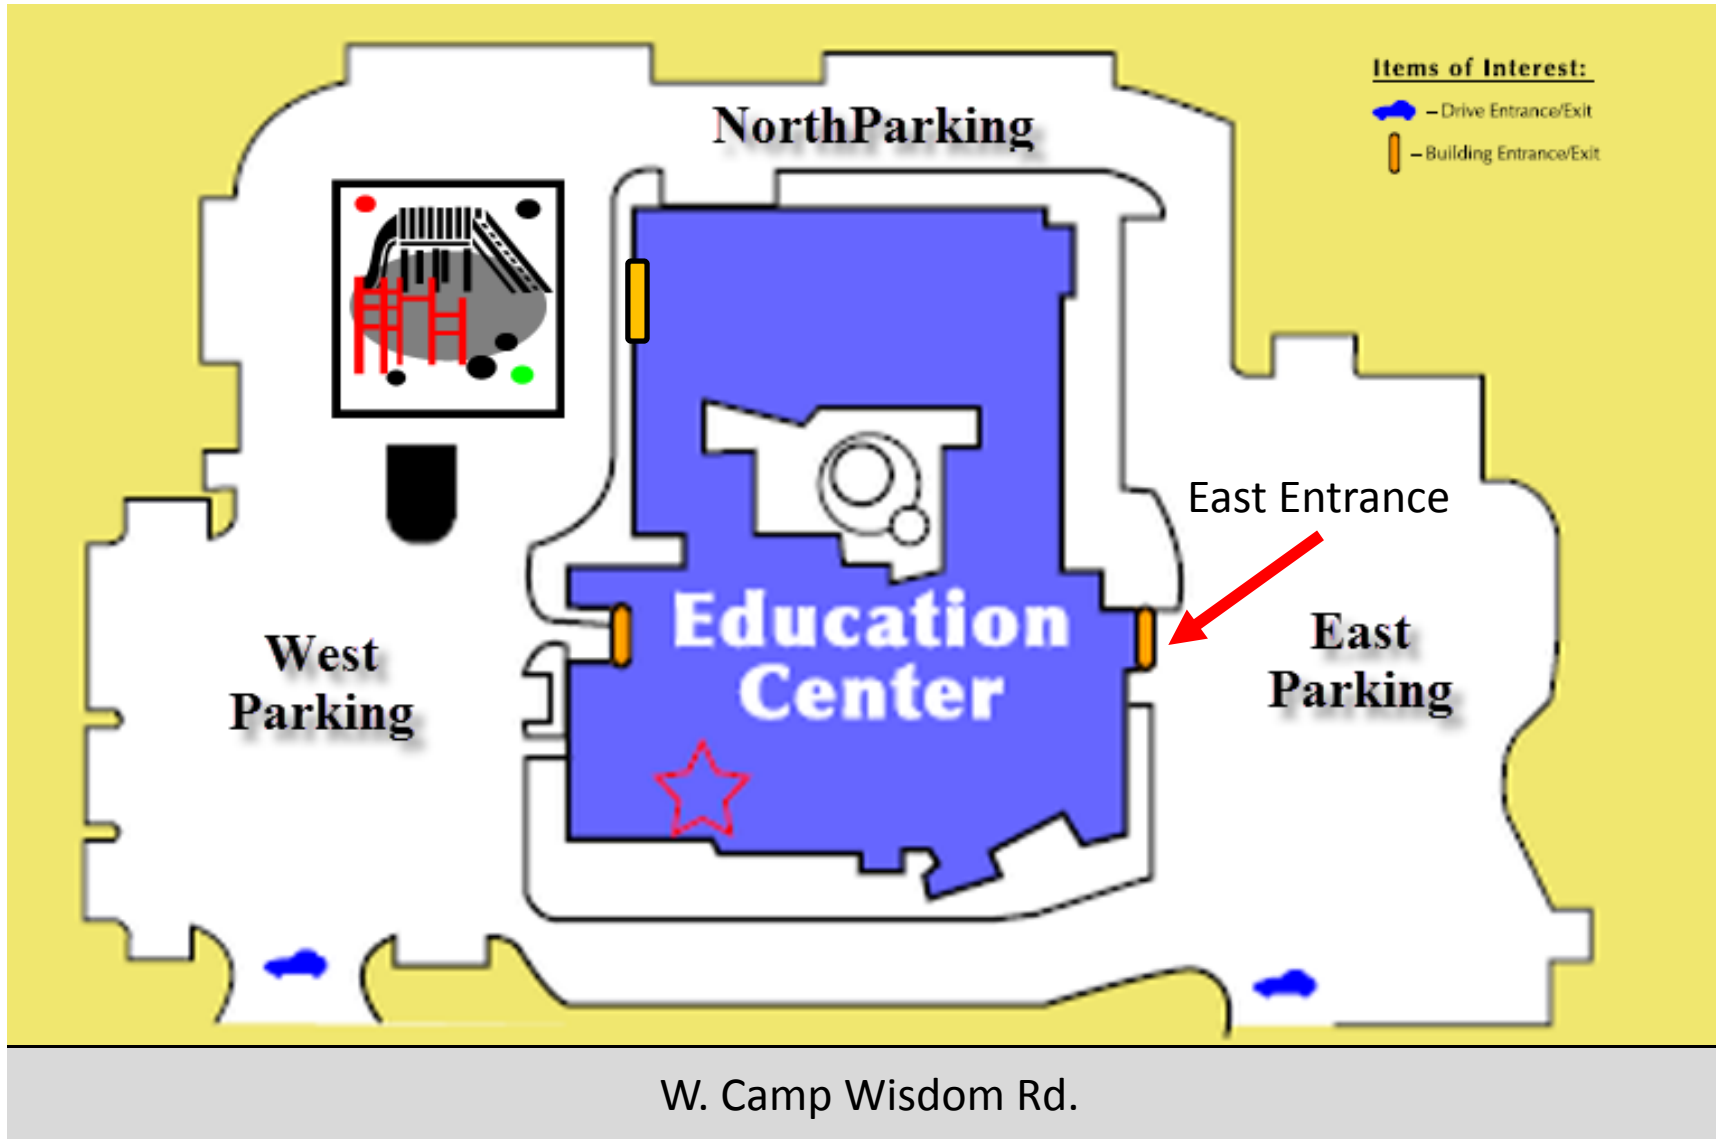 Items of Interest:
– Drive Entrance/Exit
– Building Entrance/Exit
NorthParking
East Entrance
Education
Center
West
Parking
East
Parking
W. Camp Wisdom Rd.